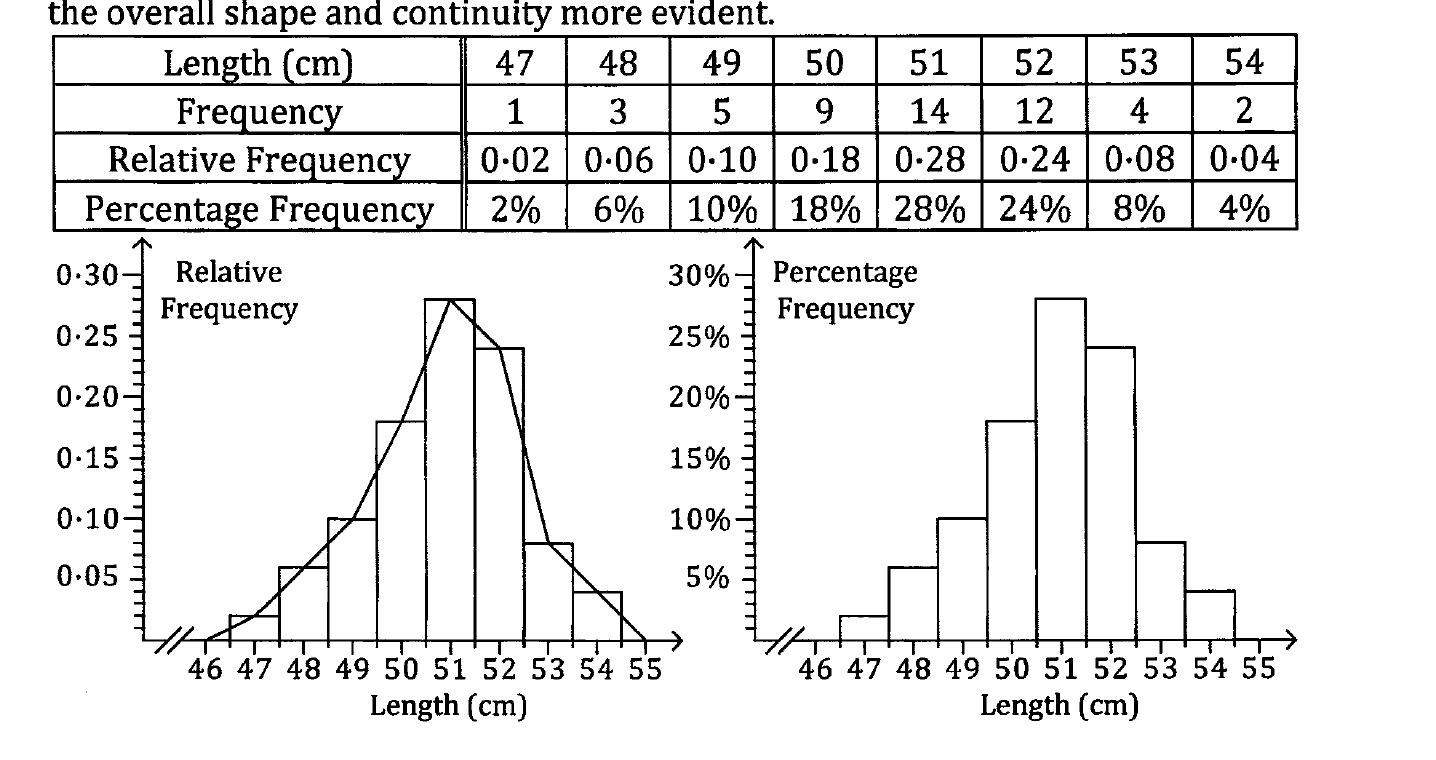 the overall shape and continuity more evident.
Length (cm) 47 48 49 50 51 52 53 54
Frequency 1 3 5 9 14 12 4 2
Relative Frequency 0·02 0·06 0·10 0·18 0·28 0·24 0·08 0·04
Percentage Frequency 2% 6% 10% 18% 28% 24% 8% 4%
0·30 Relative
Frequency
0·25
0·20
0·15
0·10
0·05
46 47 48 49 50 51 52 53 54 55
Length (cm)
30% Percentage
Frequency
25%
20%
15%
10%
5%
46 47 48 49 50 51 52 53 54 55
Length (cm)